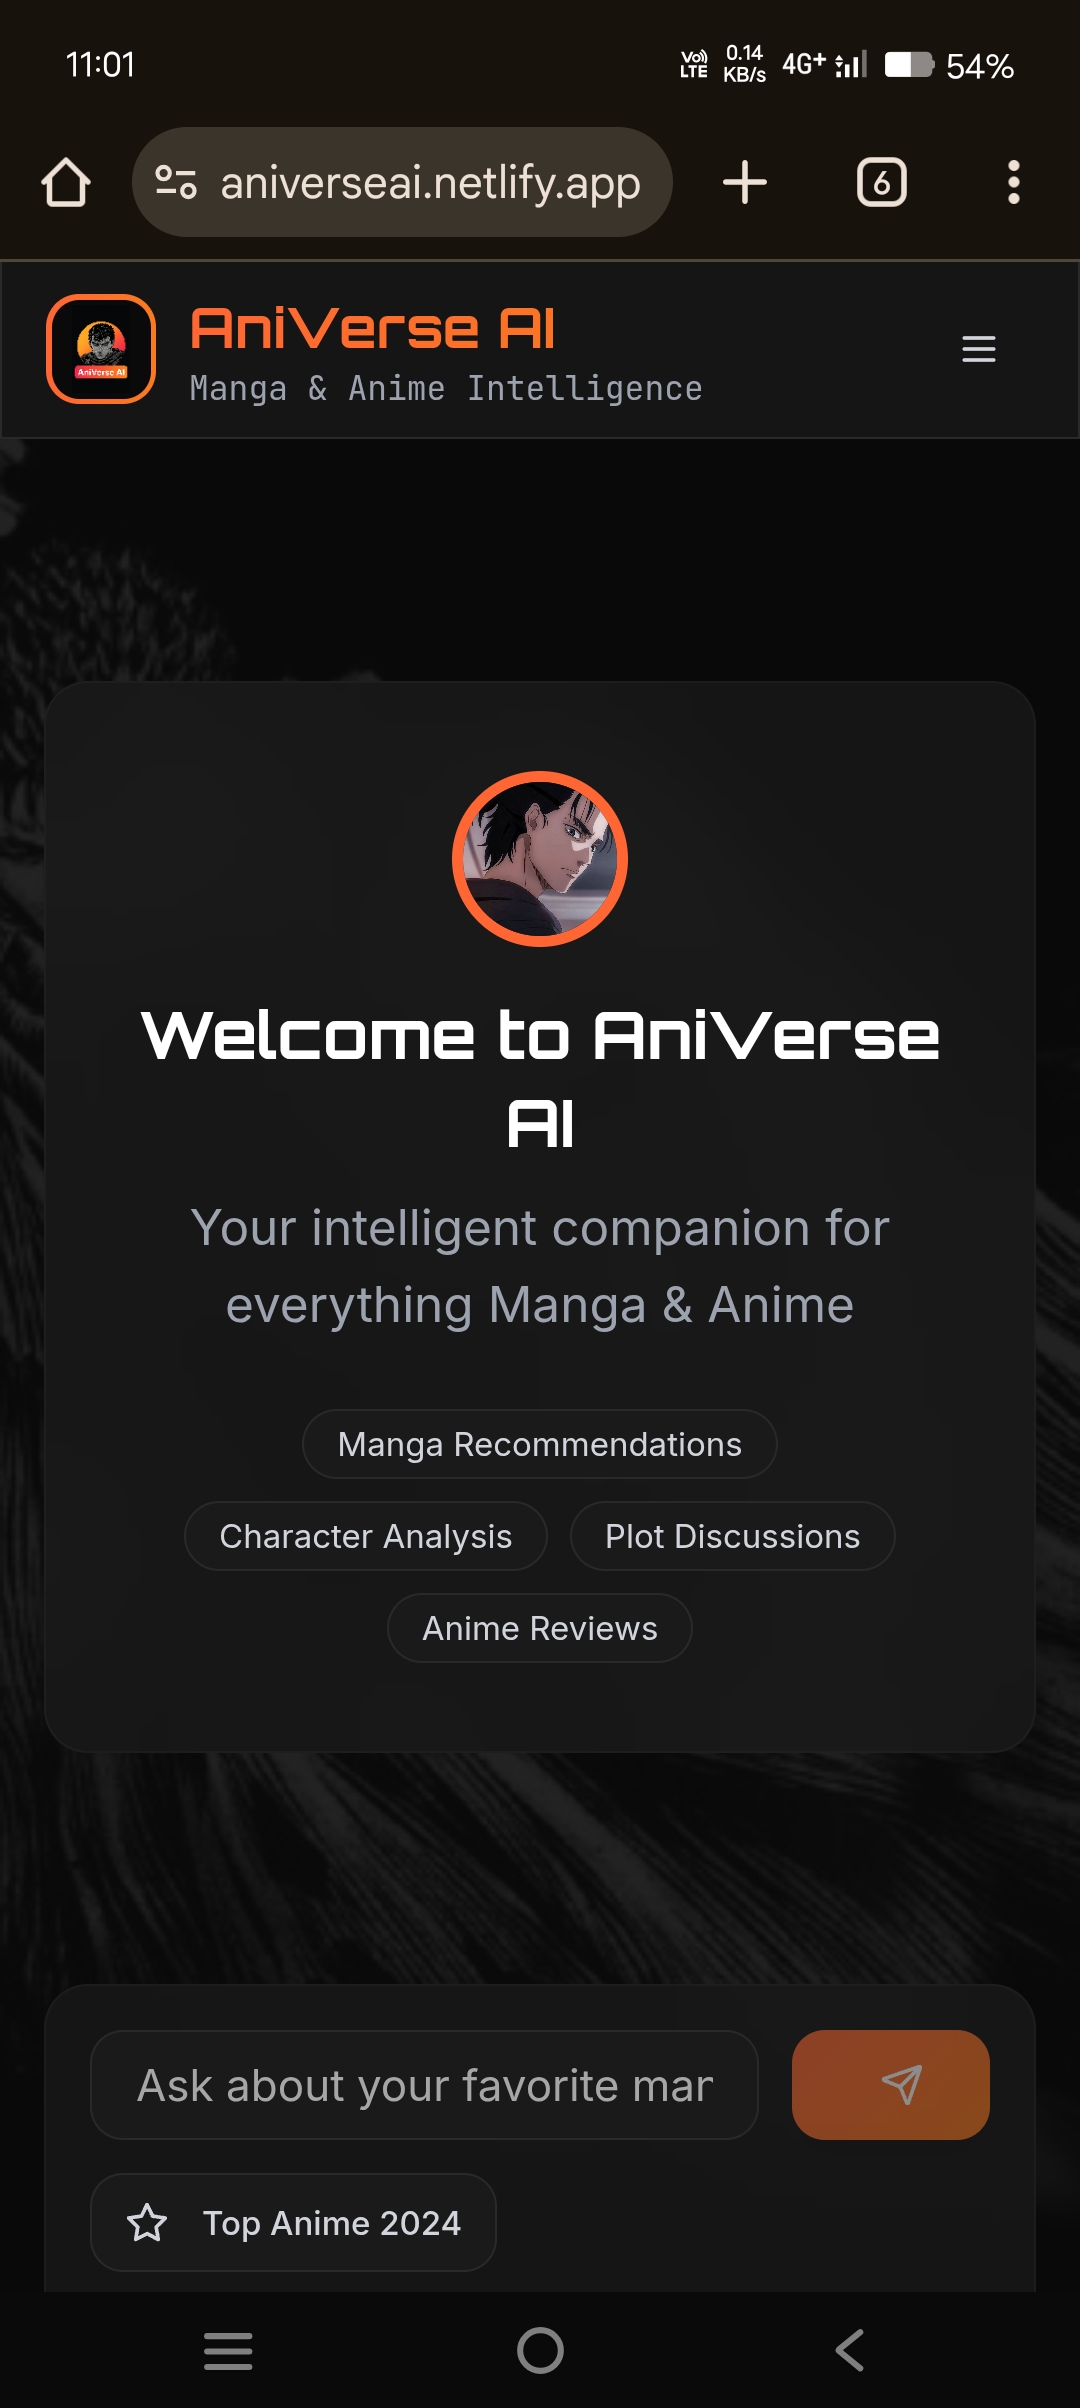 11:01
Vo)) LTE 0.14 KB/s 4G+ 54%
aniverseai.netlify.app
6
AniVerse AI
AniVerse AI
Manga & Anime Intelligence
Welcome to AniVerse
AI
Your intelligent companion for
everything Manga & Anime
Manga Recommendations
Character Analysis
Plot Discussions
Anime Reviews
Ask about your favorite mar
Top Anime 2024